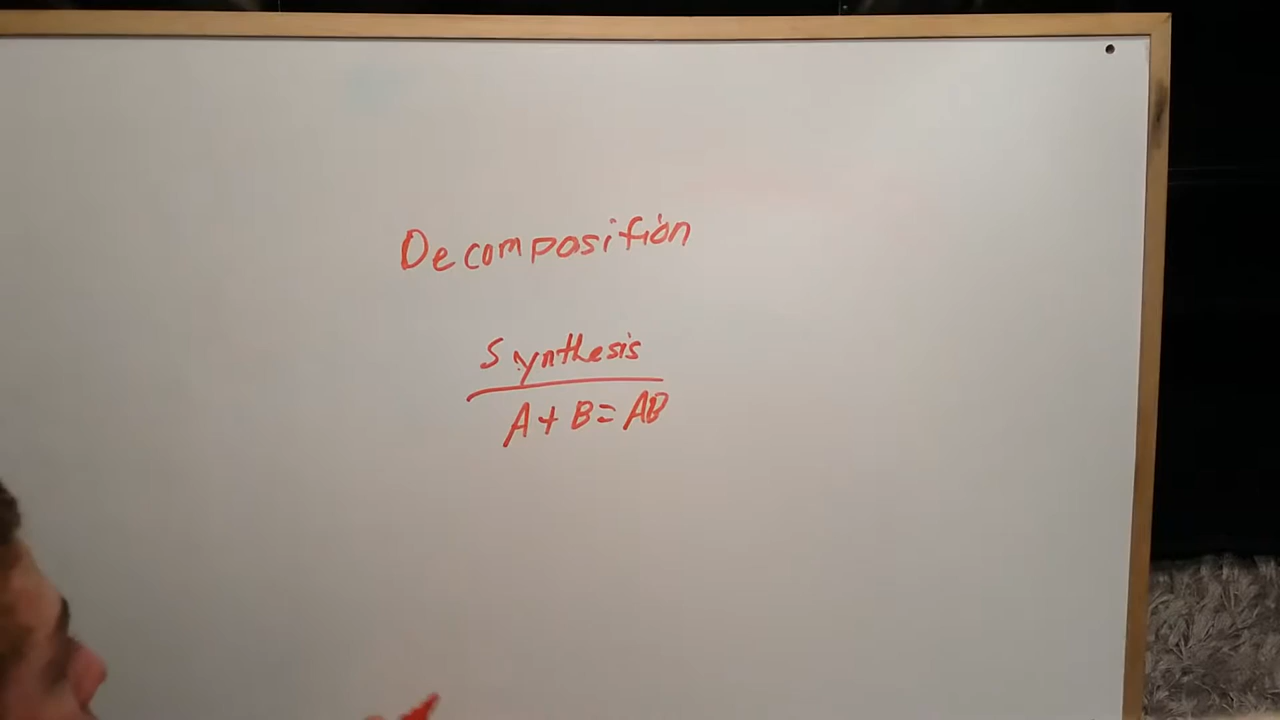 Decomposition
Synthesis
A + B = AB